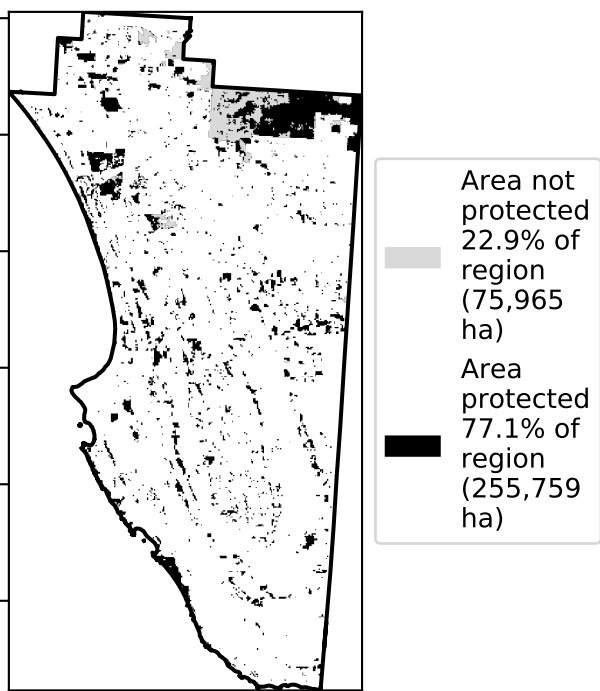 Area not
protected
22.9% of
region
(75,965
ha)
Area
protected
77.1% of
region
(255,759
ha)